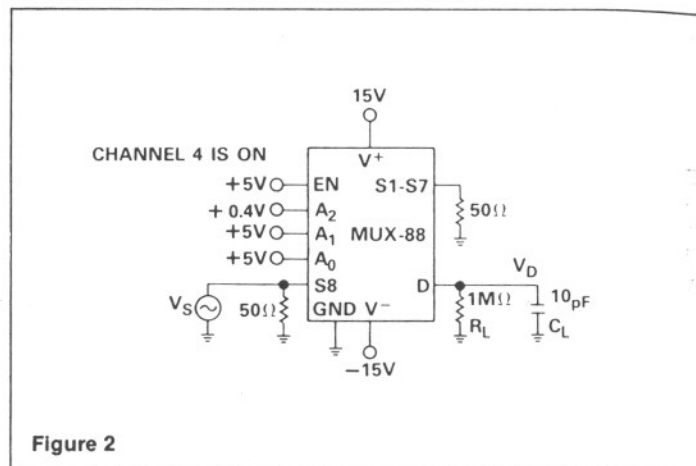 15V
CHANNEL 4 IS ON
V+
+5V EN S1-S7
+ 0.4V A2 50Ω
+5V A1 MUX-88
+5V A0 VD
S8 D
VS 50Ω GND V− 1MΩ 10pF
RL CL
−15V
Figure 2